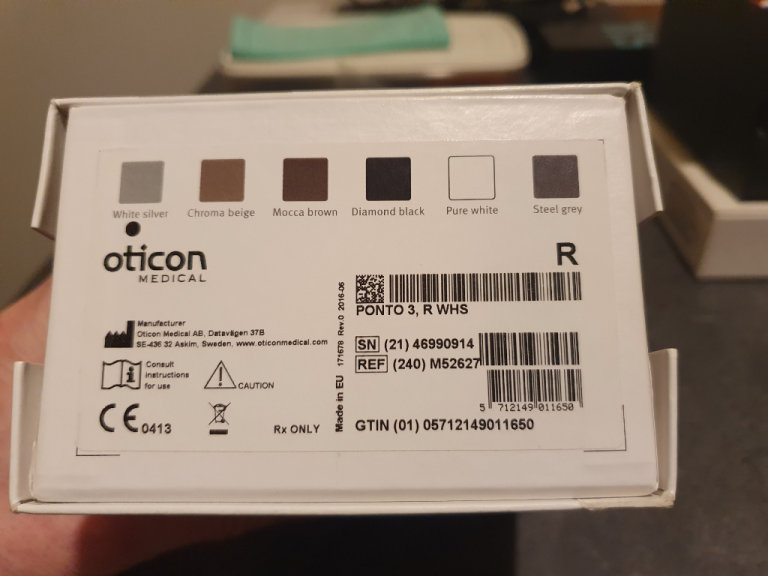 White silver
Chroma beige
Mocca brown
Diamond black
Pure white
Steel grey
oticon
MEDICAL
R
PONTO 3, R WHS
Manufacturer
Oticon Medical AB, Datavägen 37B
SE-436 32 Askim, Sweden, www.oticonmedical.com
Consult
instructions
for use
CAUTION
CE 0413
Rx ONLY
Made in EU 171678 Rev.0 2016-06
SN (21) 46990914
REF (240) M52627
5 712149 011650
GTIN (01) 05712149011650